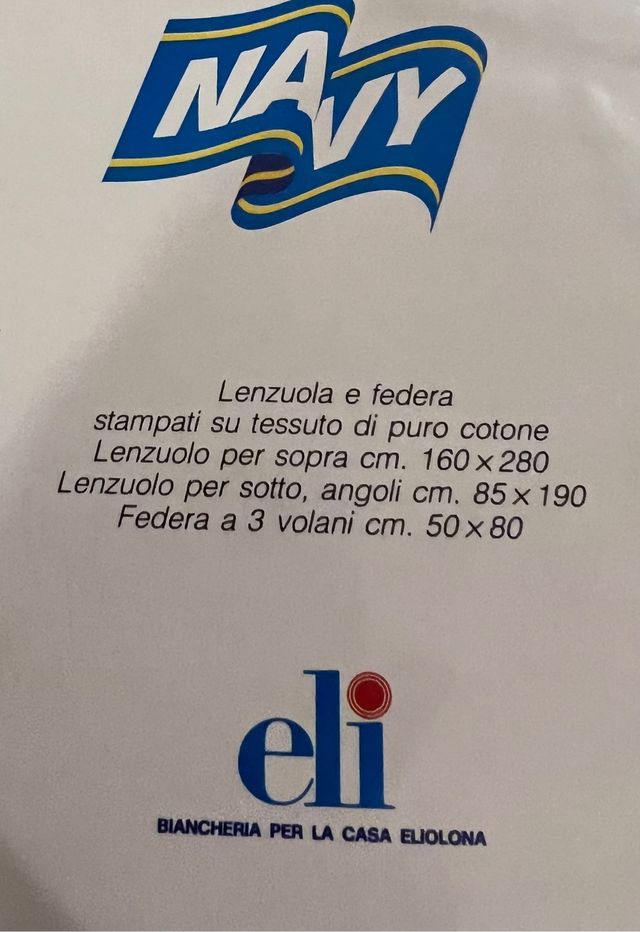 NAVY
Lenzuola e federa
stampati su tessuto di puro cotone
Lenzuolo per sopra cm. 160 x 280
Lenzuolo per sotto, angoli cm. 85 x 190
Federa a 3 volani cm. 50 x 80
eli
BIANCHERIA PER LA CASA ELIOLONA